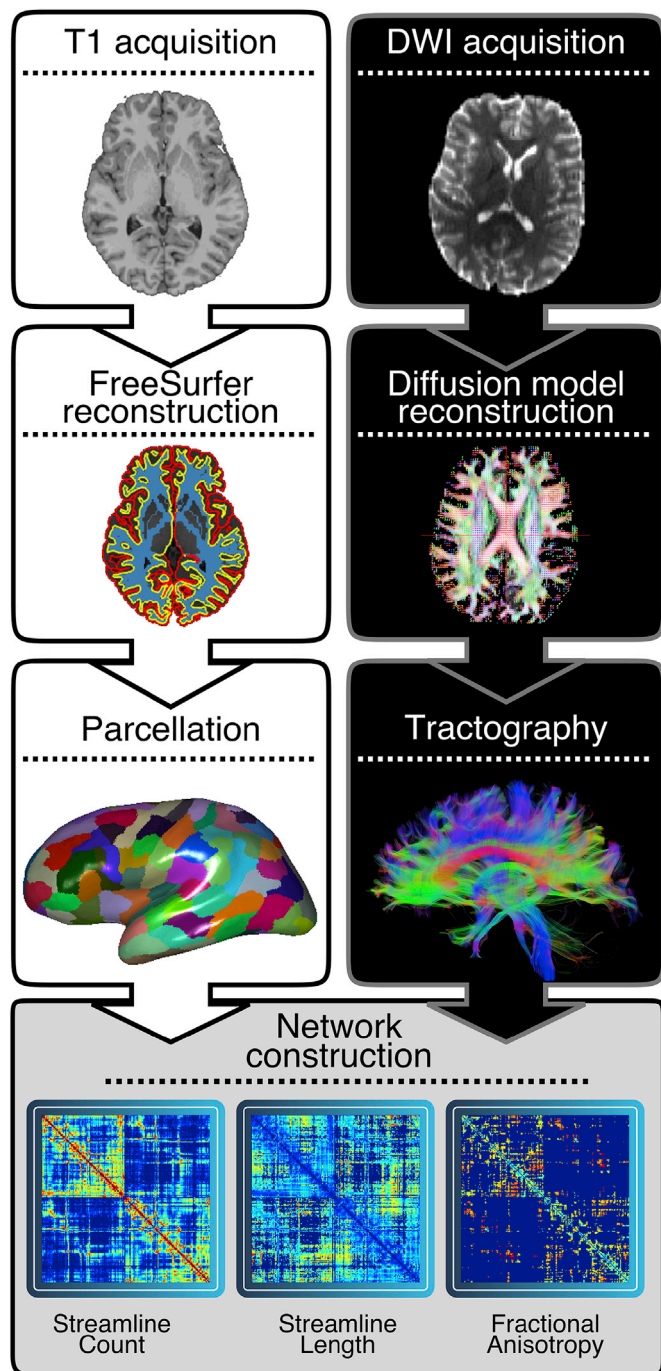 T1 acquisition
DWI acquisition
FreeSurfer
reconstruction
Diffusion model
reconstruction
Parcellation
Tractography
Network
construction
Streamline
Count
Streamline
Length
Fractional
Anisotropy